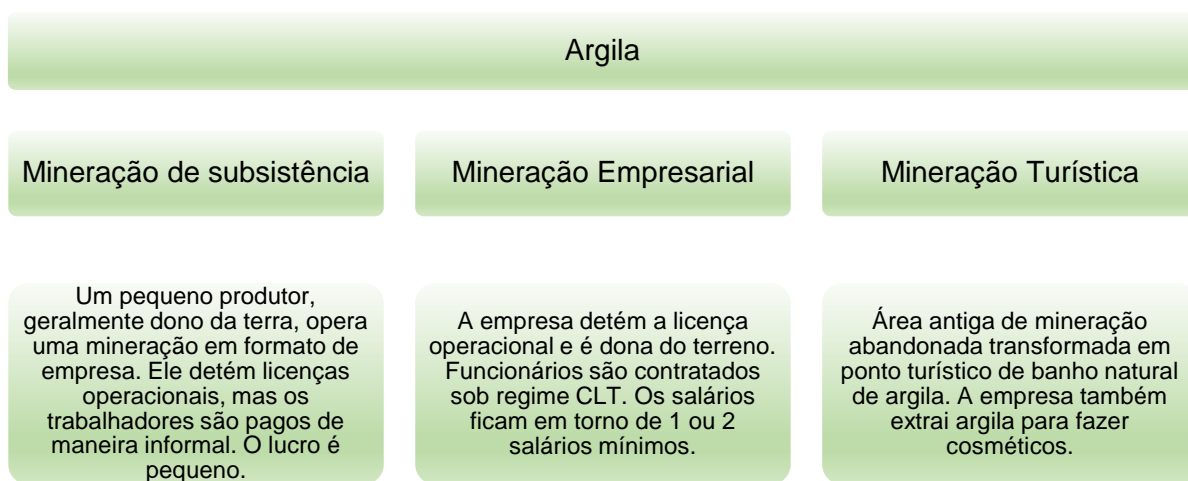 Argila
Mineração de subsistência
Mineração Empresarial
Mineração Turística
Um pequeno produtor,
geralmente dono da terra, opera
uma mineração em formato de
empresa. Ele detém licenças
operacionais, mas os
trabalhadores são pagos de
maneira informal. O lucro é
pequeno.
A empresa detém a licença
operacional e é dona do terreno.
Funcionários são contratados
sob regime CLT. Os salários
ficam em torno de 1 ou 2
salários mínimos.
Área antiga de mineração
abandonada transformada em
ponto turístico de banho natural
de argila. A empresa também
extrai argila para fazer
cosméticos.